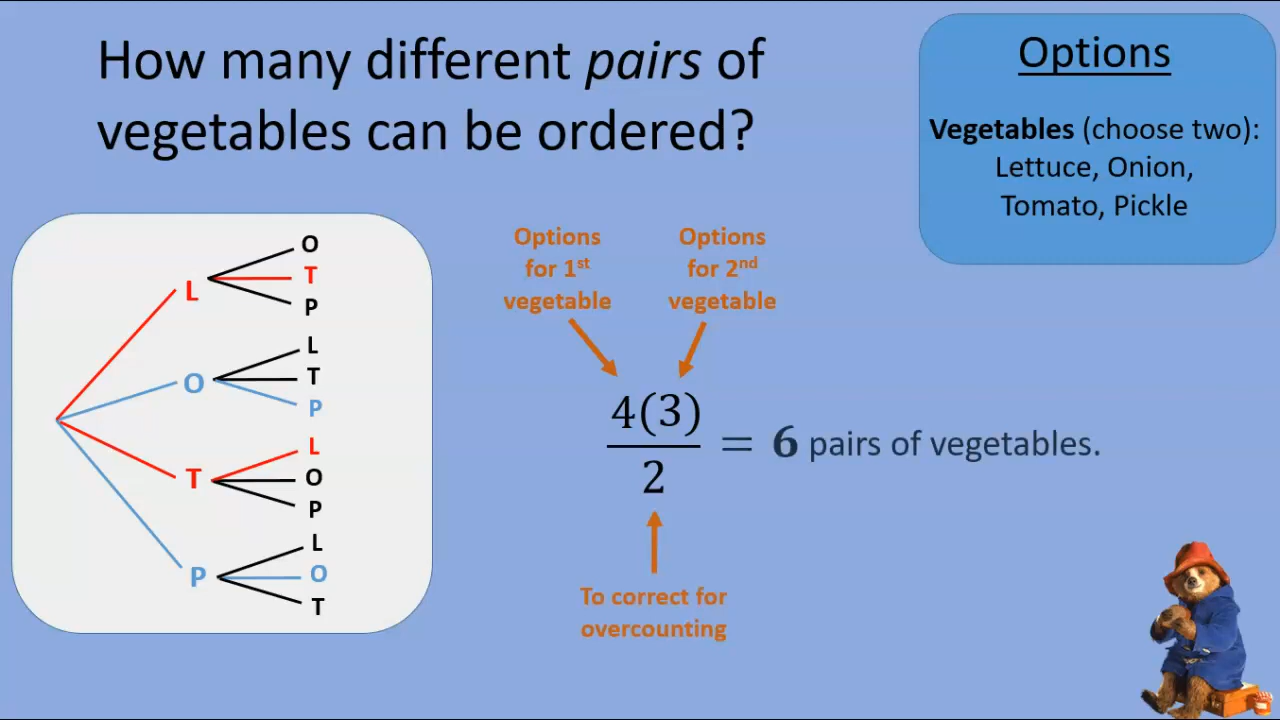 How many different pairs of
vegetables can be ordered?
Options
Vegetables (choose two):
Lettuce, Onion,
Tomato, Pickle
L
O
T
P
O
L
T
P
T
L
O
P
P
L
O
T
Options
for 1st
vegetable
Options
for 2nd
vegetable
4(3)
2
= 6 pairs of vegetables.
To correct for
overcounting